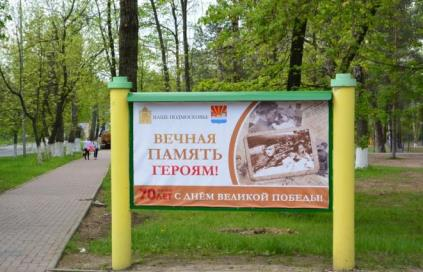 НАШЕ ПОДМОСКОВЬЕ
ВЕЧНАЯ
ПАМЯТЬ
ГЕРОЯМ!
70 ЛЕТ С ДНЁМ ВЕЛИКОЙ ПОБЕДЫ!